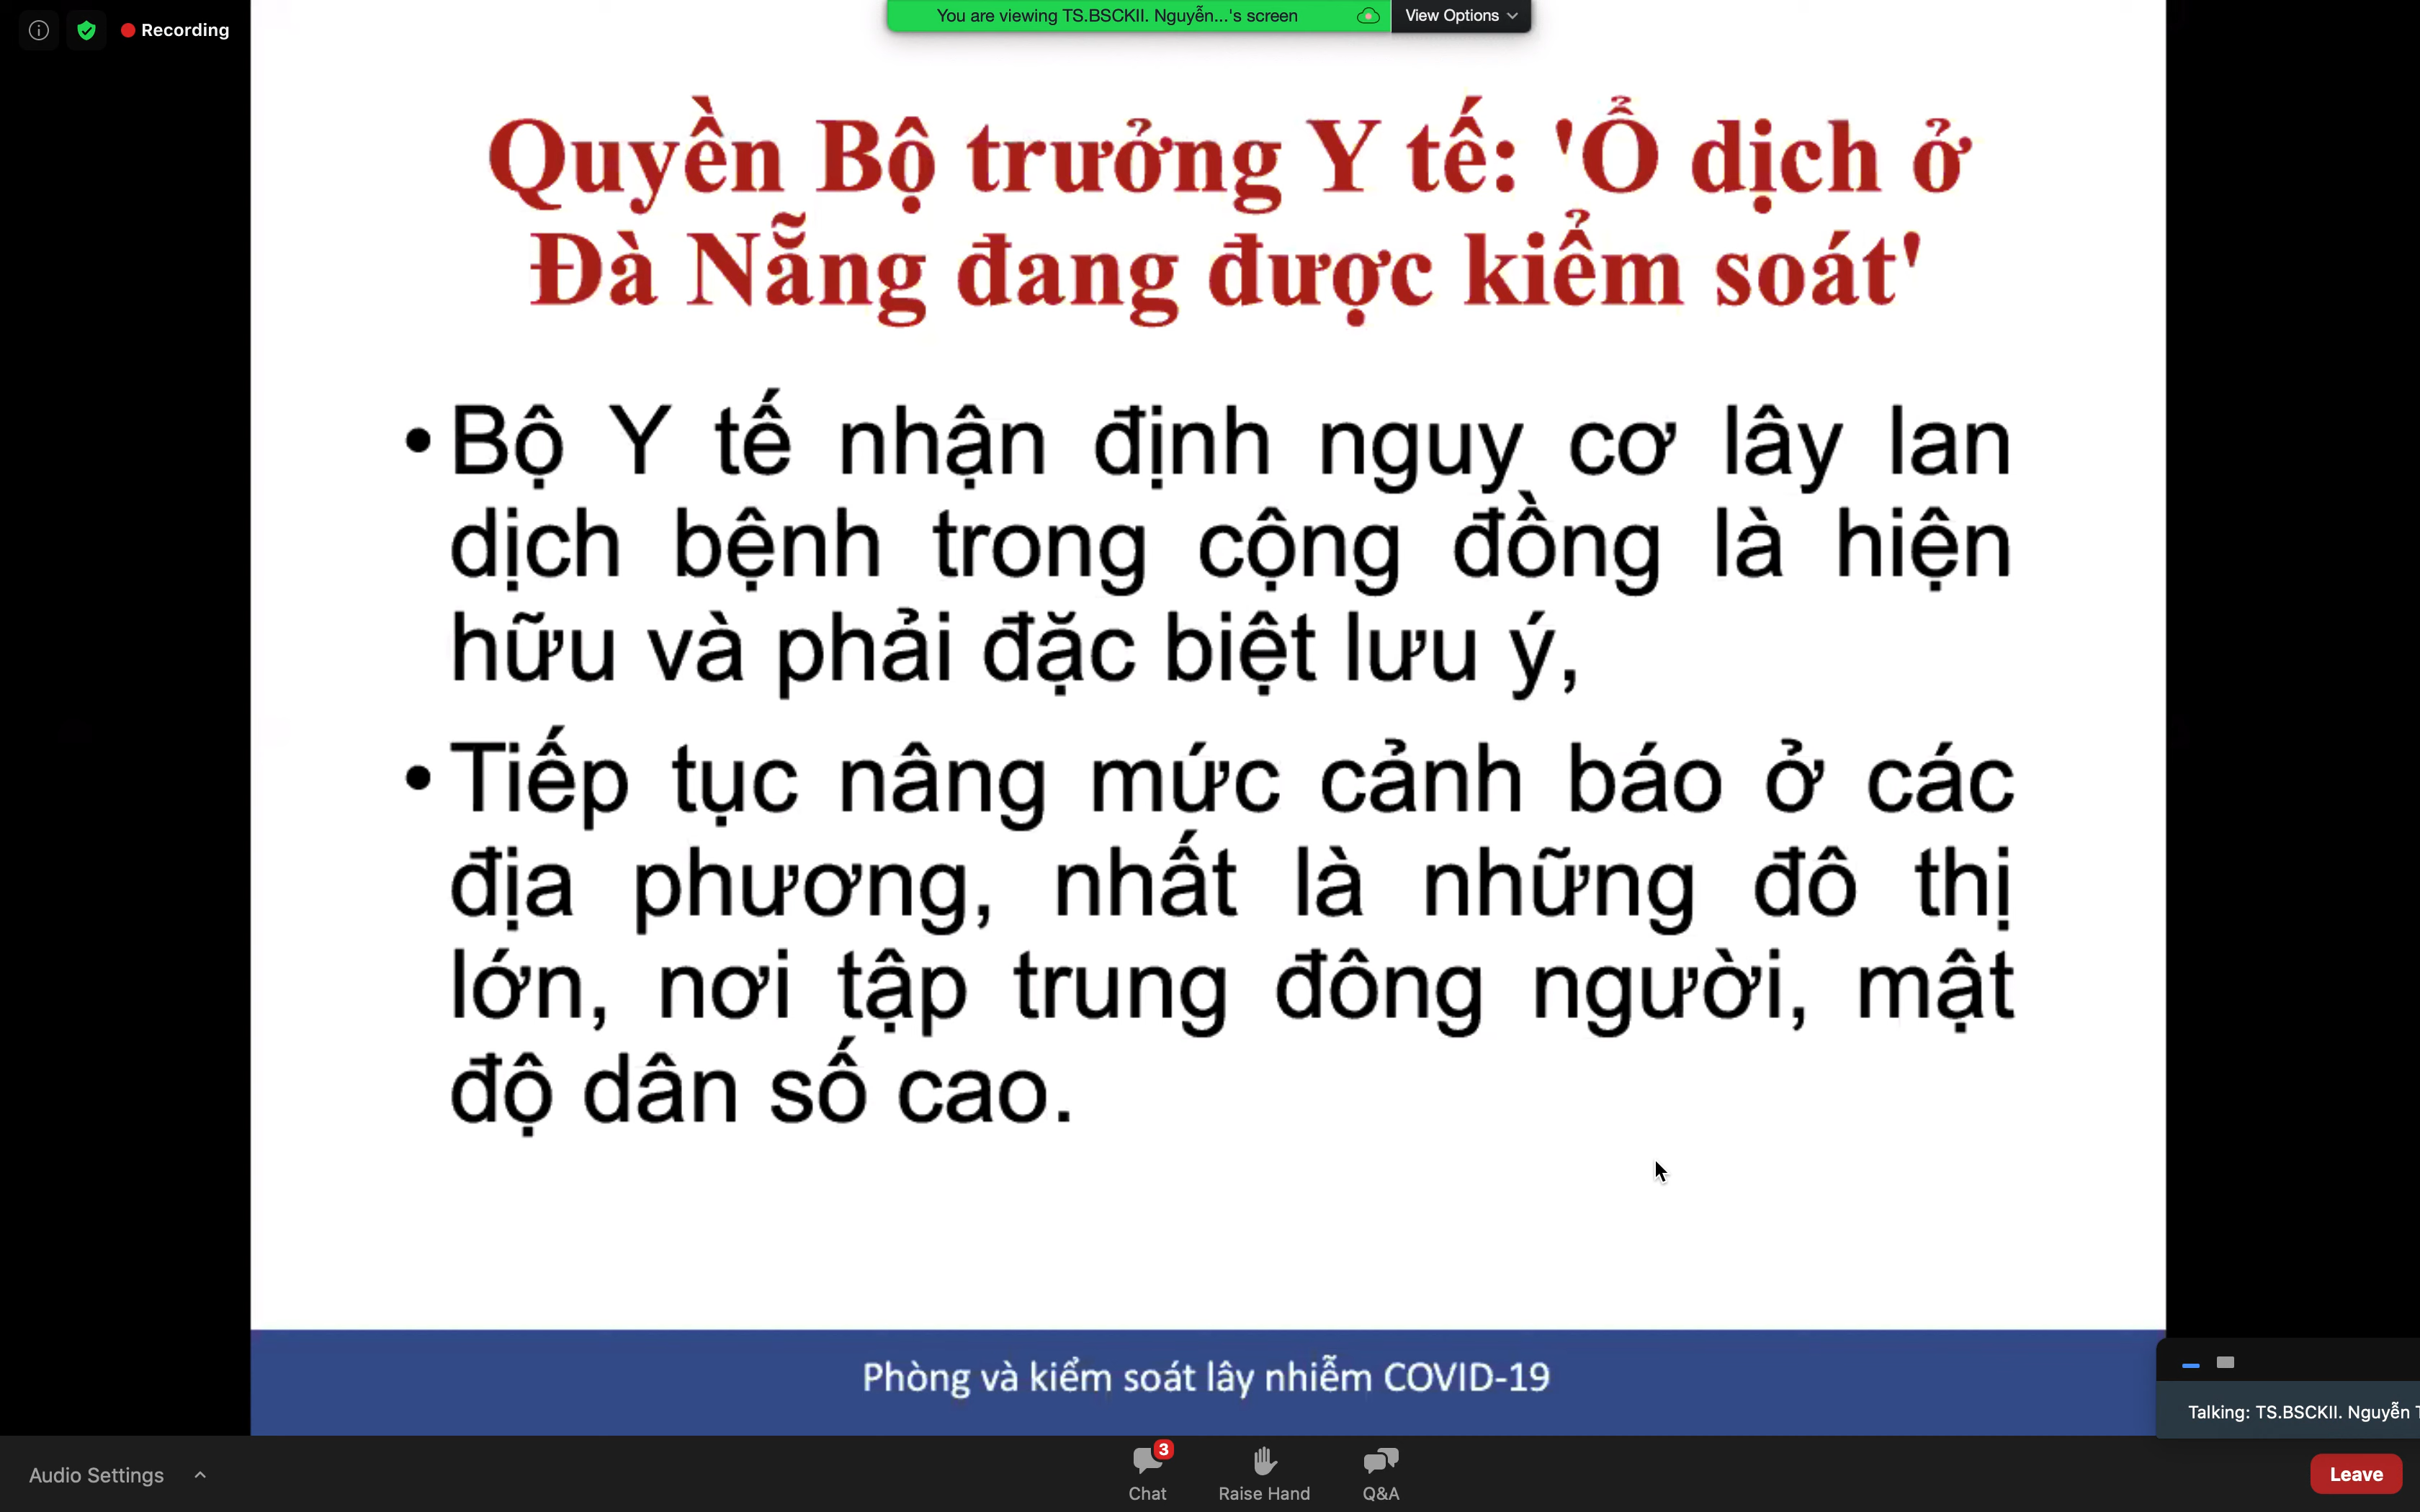 Recording
You are viewing TS.BSCKII. Nguyễn...'s screen
View Options
Quyền Bộ trưởng Y tế: 'Ổ dịch ở
Đà Nẵng đang được kiểm soát'
• Bộ Y tế nhận định nguy cơ lây lan
dịch bệnh trong cộng đồng là hiện
hữu và phải đặc biệt lưu ý,
• Tiếp tục nâng mức cảnh báo ở các
địa phương, nhất là những đô thị
lớn, nơi tập trung đông người, mật
độ dân số cao.
Phòng và kiểm soát lây nhiễm COVID-19
Talking: TS.BSCKII. Nguyễn T
Audio Settings
3
Chat
Raise Hand
Q&A
Leave